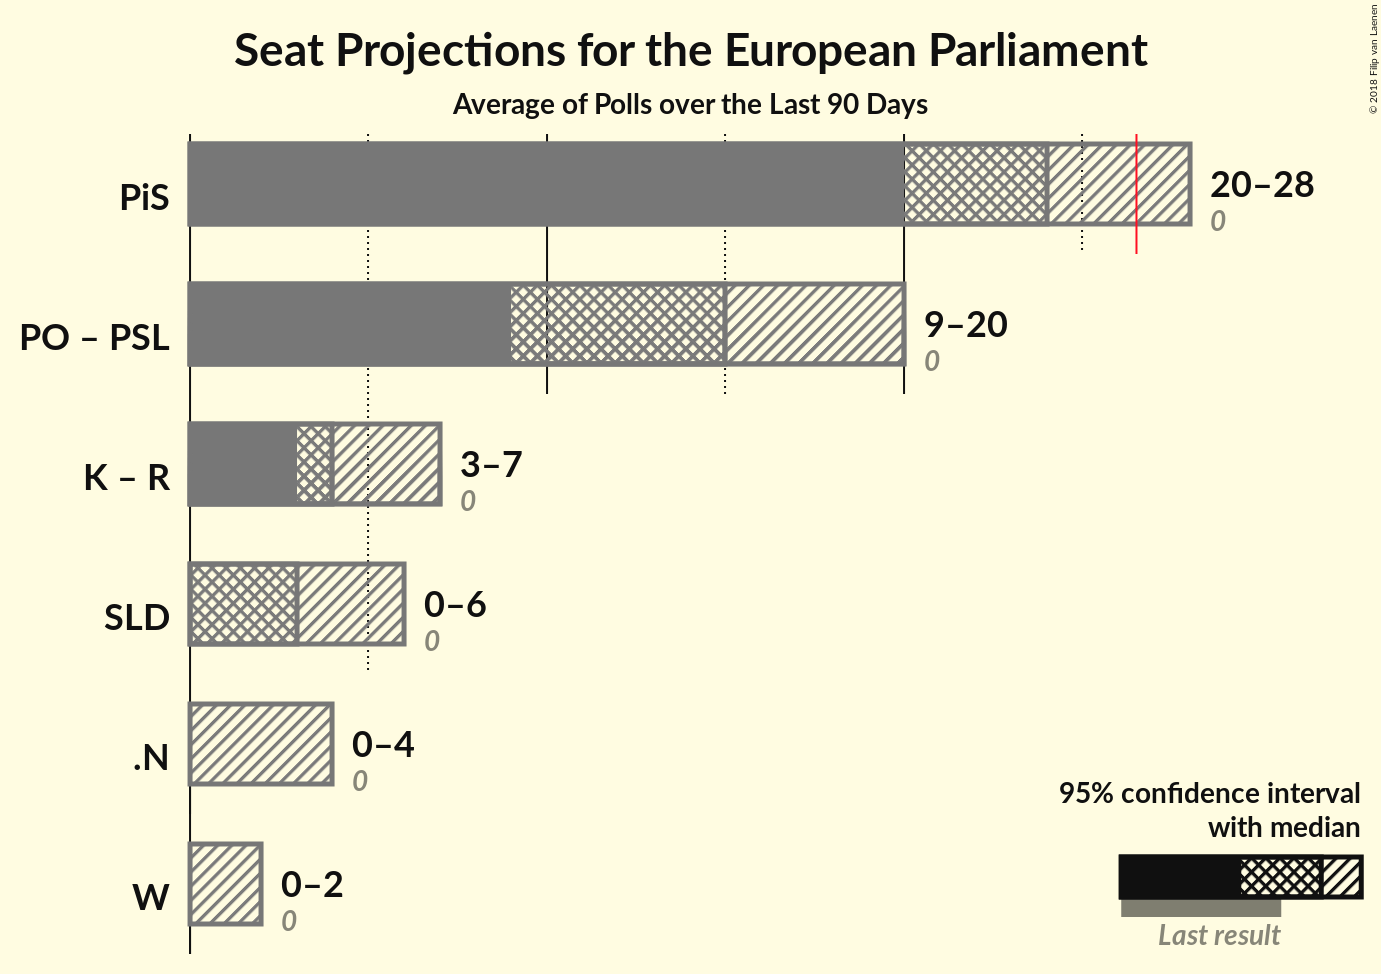 Seat Projections for the European Parliament
Average of Polls over the Last 90 Days
© 2018 Filip van Laenen
PiS
20–28
0
PO – PSL
9–20
0
K – R
3–7
0
SLD
0–6
0
.N
0–4
0
W
0–2
0
95% confidence interval
with median
Last result